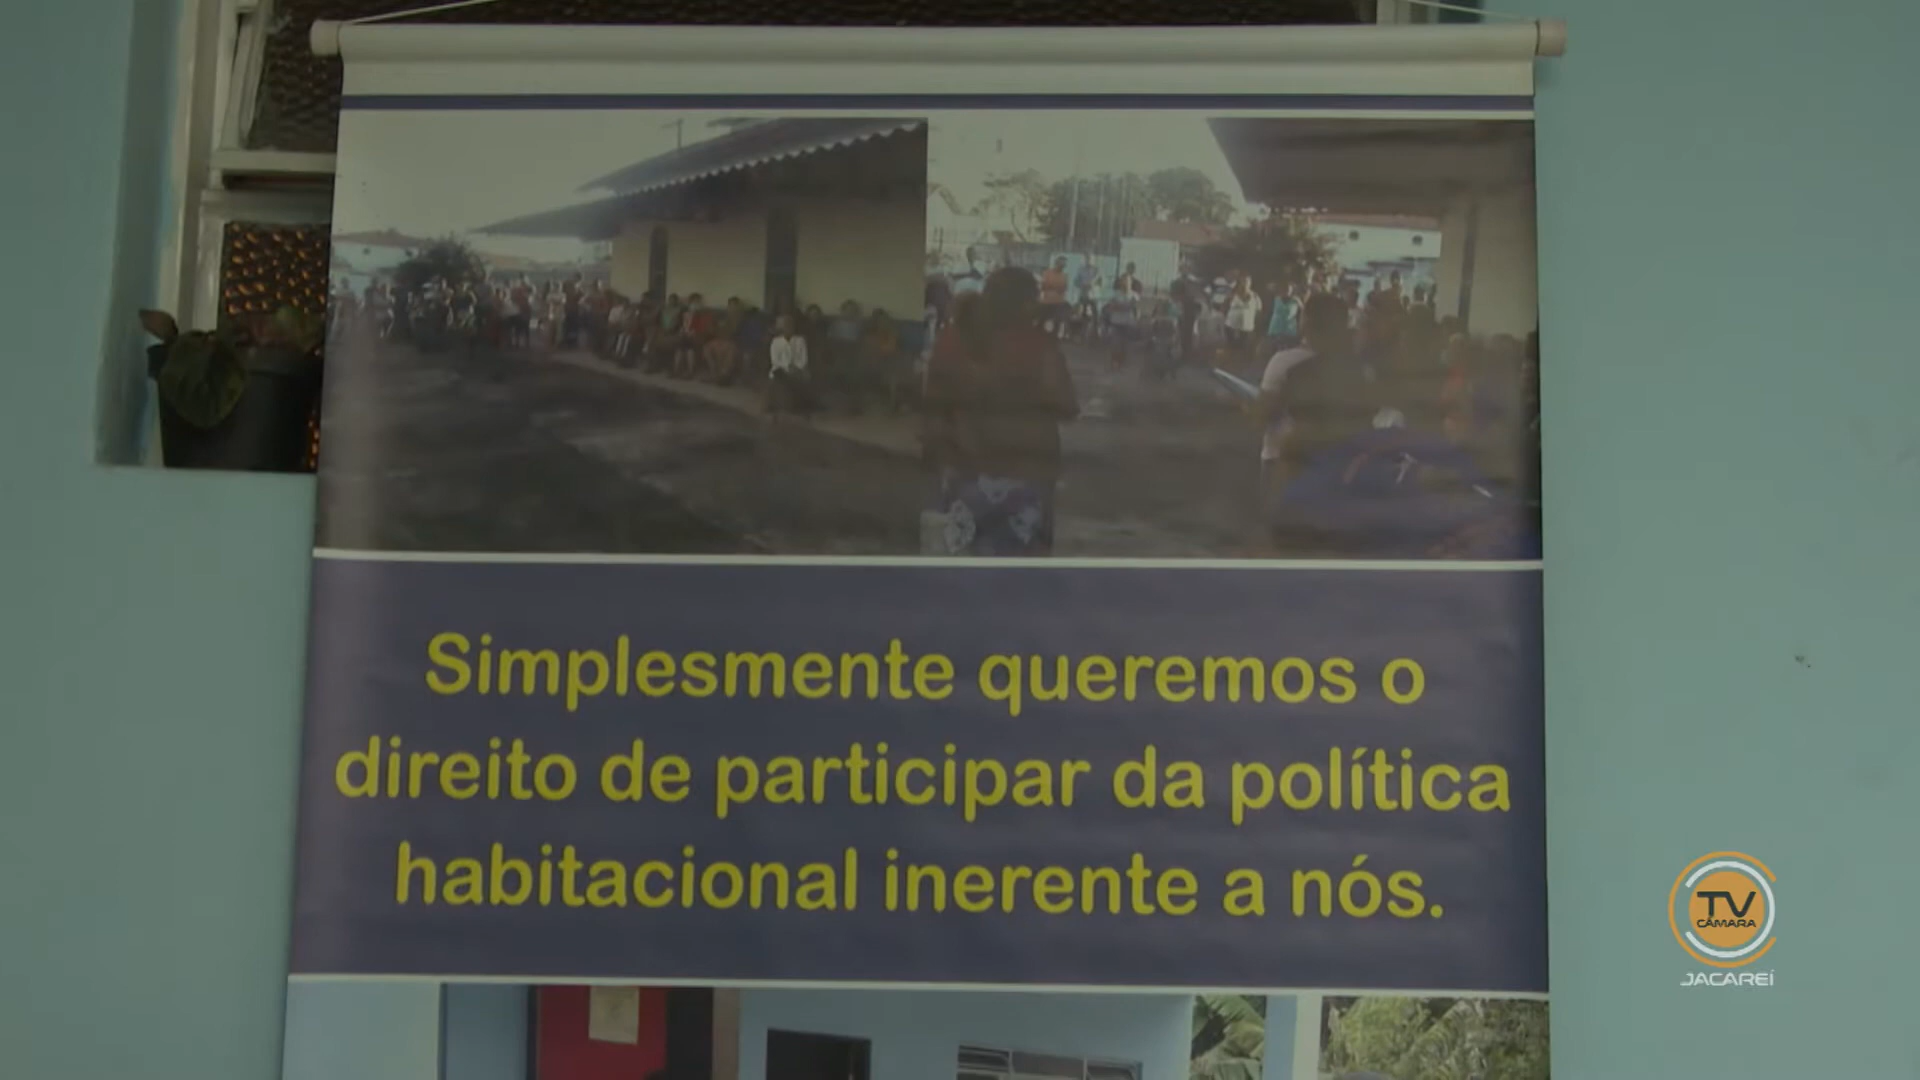 Simplesmente queremos o
direito de participar da política
habitacional inerente a nós.
TV
CÂMARA
JACAREÍ